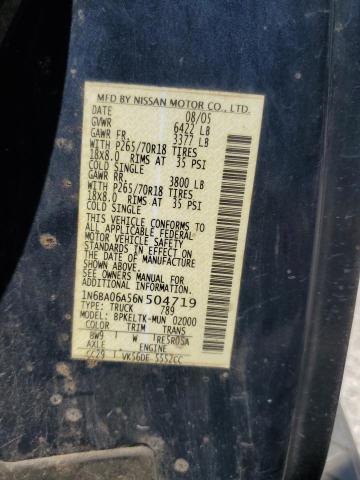 MFD BY NISSAN MOTOR CO., LTD.
DATE 08/05
GVWR 6422 LB
GAWR FR. 3377 LB
WITH P265/70R18 TIRES
18X8.0 RIMS AT 35 PSI
COLD SINGLE
GAWR RR. 3800 LB
WITH P265/70R18 TIRES
18X8.0 RIMS AT 35 PSI
COLD SINGLE
THIS VEHICLE CONFORMS TO
ALL APPLICABLE FEDERAL
MOTOR VEHICLE SAFETY
STANDARDS IN EFFECT ON
THE DATE OF MANUFACTURE
SHOWN ABOVE.
SEE OWNERS MANUAL FOR
ADDITIONAL INFORMATION
1N6BA06A56N504719
TYPE: TRUCK 789
MODEL: BPKELTK-MUN 02000
COLOR TRIM TRANS
BW9 W RE5R05A
AXLE ENGINE
CC29 VK56DE 5552CC